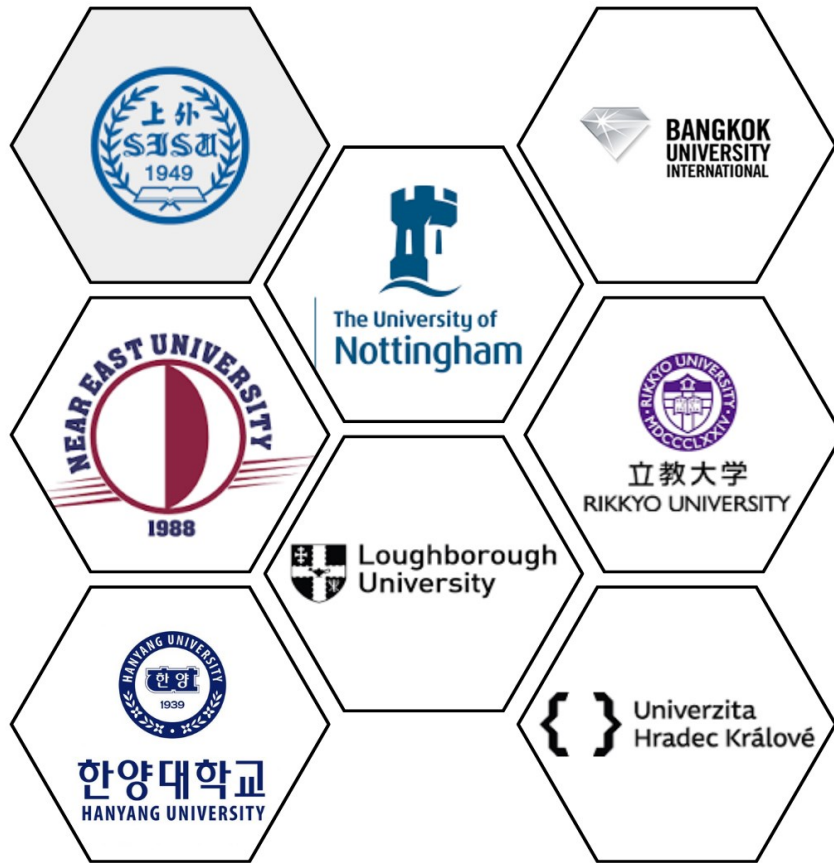 上外
SISU
1949
BANGKOK
UNIVERSITY
INTERNATIONAL
The University of
Nottingham
NEAR EAST UNIVERSITY
1988
RIKKYO UNIVERSITY
MDCCCLXXIV
立教大学
RIKKYO UNIVERSITY
Loughborough
University
HANYANG UNIVERSITY
한양
1939
한양대학교
HANYANG UNIVERSITY
Univerzita
Hradec Králové